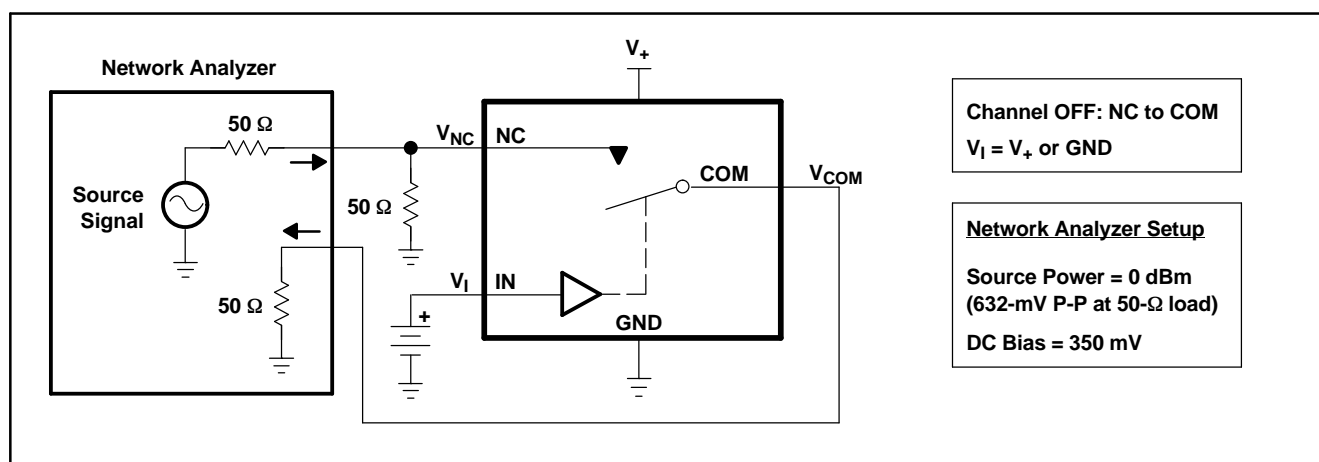 Network Analyzer
50 Ω
Source
Signal
50 Ω
50 Ω
V+
VNC
NC
COM
VCOM
VI
IN
+
GND
Channel OFF: NC to COM
VI = V+ or GND
Network Analyzer Setup
Source Power = 0 dBm
(632-mV P-P at 50-Ω load)
DC Bias = 350 mV